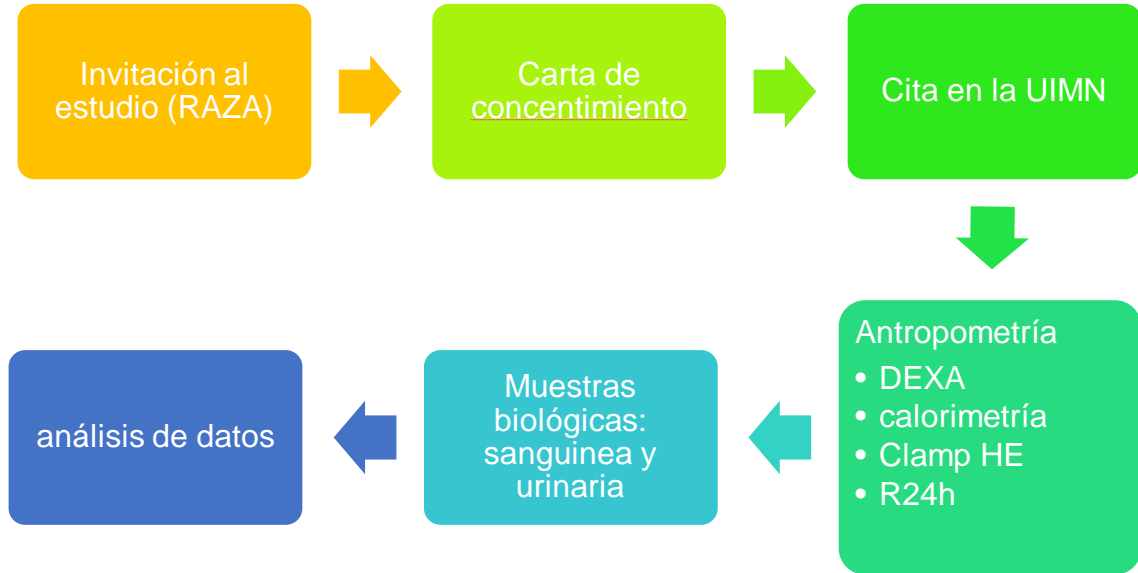 Invitación al
estudio (RAZA)
Carta de
concentimiento
Cita en la UIMN
Antropometría
• DEXA
• calorimetría
• Clamp HE
• R24h
Muestras
biológicas:
sanguinea y
urinaria
análisis de datos